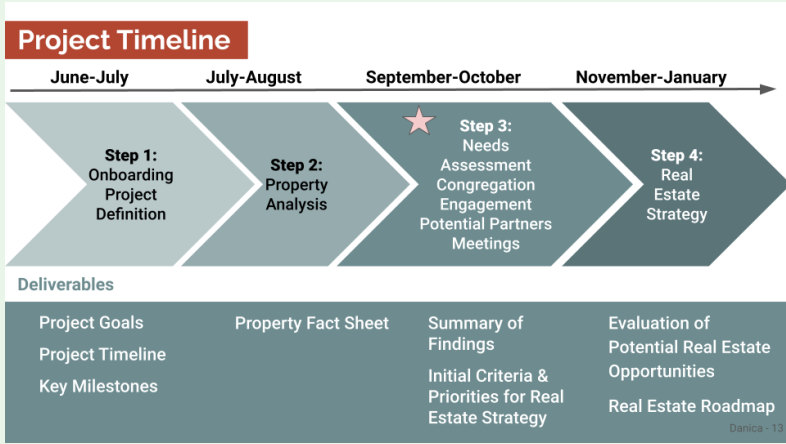 Project Timeline
June-July
July-August
September-October
November-January
Step 1:
Onboarding
Project
Definition
Step 2:
Property
Analysis
Step 3:
Needs
Assessment
Congregation
Engagement
Potential Partners
Meetings
Step 4:
Real
Estate
Strategy
Deliverables
Project Goals
Project Timeline
Key Milestones
Property Fact Sheet
Summary of
Findings
Initial Criteria &
Priorities for Real
Estate Strategy
Evaluation of
Potential Real Estate
Opportunities
Real Estate Roadmap
Danica - 13